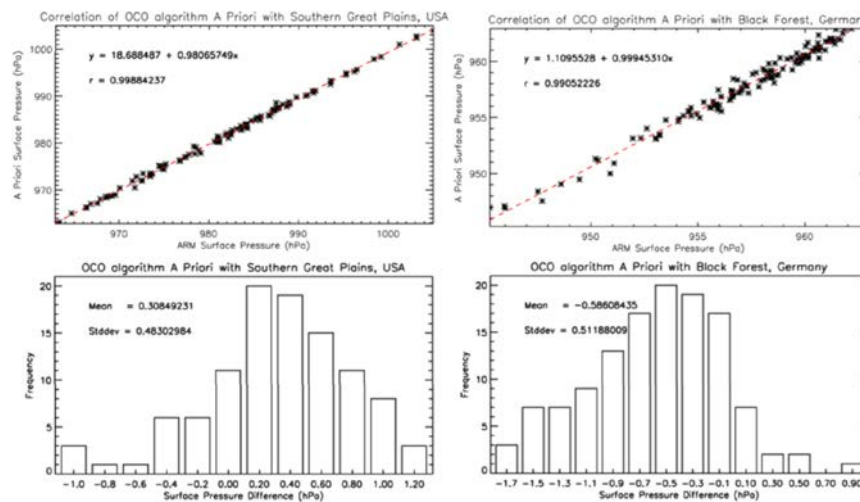 Correlation of OCO algorithm A Priori with Southern Great Plains, USA
A Priori Surface Pressure (hPa)
1000
990
980
970
y = 18.688487 + 0.98065749x
r = 0.99884237
970 980 990 1000
ARM Surface Pressure (hPa)
Correlation of OCO algorithm A Priori with Black Forest, Germany
A Priori Surface Pressure (hPa)
960
955
950
y = 1.1095528 + 0.99945310x
r = 0.99052226
950 955 960
ARM Surface Pressure (hPa)
OCO algorithm A Priori with Southern Great Plains, USA
Frequency
20
15
10
5
0
Mean = 0.30849231
Stddev = 0.48302984
-1.0 -0.8 -0.6 -0.4 -0.2 0.00 0.20 0.40 0.60 0.80 1.00 1.20
Surface Pressure Difference (hPa)
OCO algorithm A Priori with Black Forest, Germany
Frequency
20
15
10
5
0
Mean = -0.58608435
Stddev = 0.51188009
-1.7 -1.5 -1.3 -1.1 -0.9 -0.7 -0.5 -0.3 -0.1 0.10 0.30 0.50 0.70 0.90
Surface Pressure Difference (hPa)